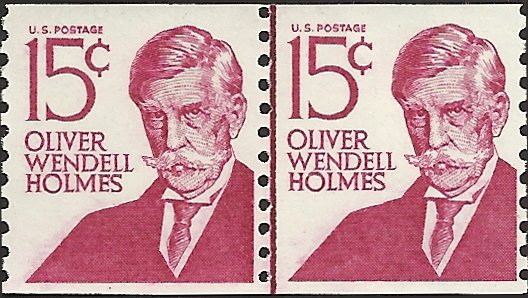 U.S. POSTAGE
15¢
OLIVER
WENDELL
HOLMES
U.S. POSTAGE
15¢
OLIVER
WENDELL
HOLMES